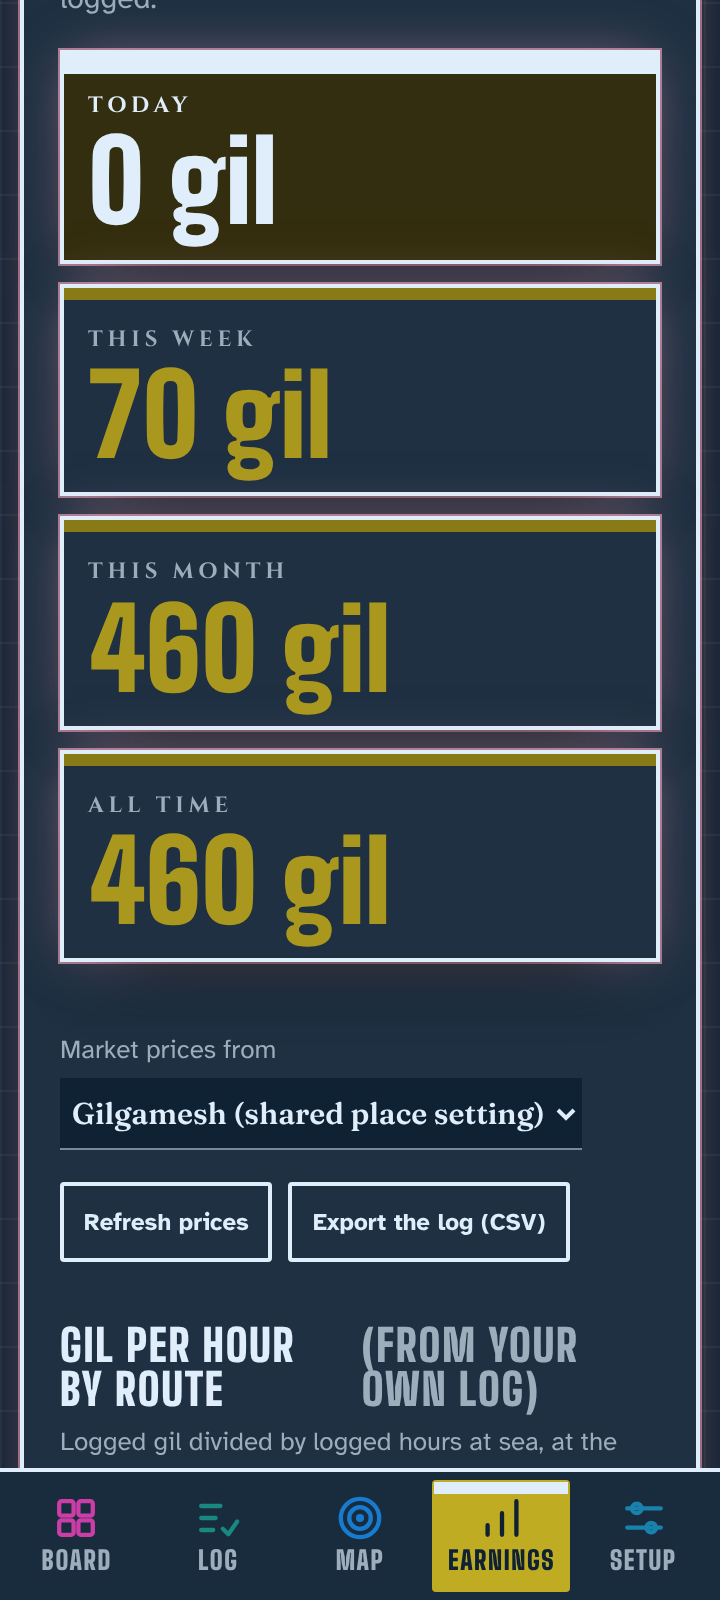 logged.
TODAY
0 gil
THIS WEEK
70 gil
THIS MONTH
460 gil
ALL TIME
460 gil
Market prices from
Gilgamesh (shared place setting)
Refresh prices
Export the log (CSV)
GIL PER HOUR
BY ROUTE
(FROM YOUR
OWN LOG)
Logged gil divided by logged hours at sea, at the
BOARD
LOG
MAP
EARNINGS
SETUP